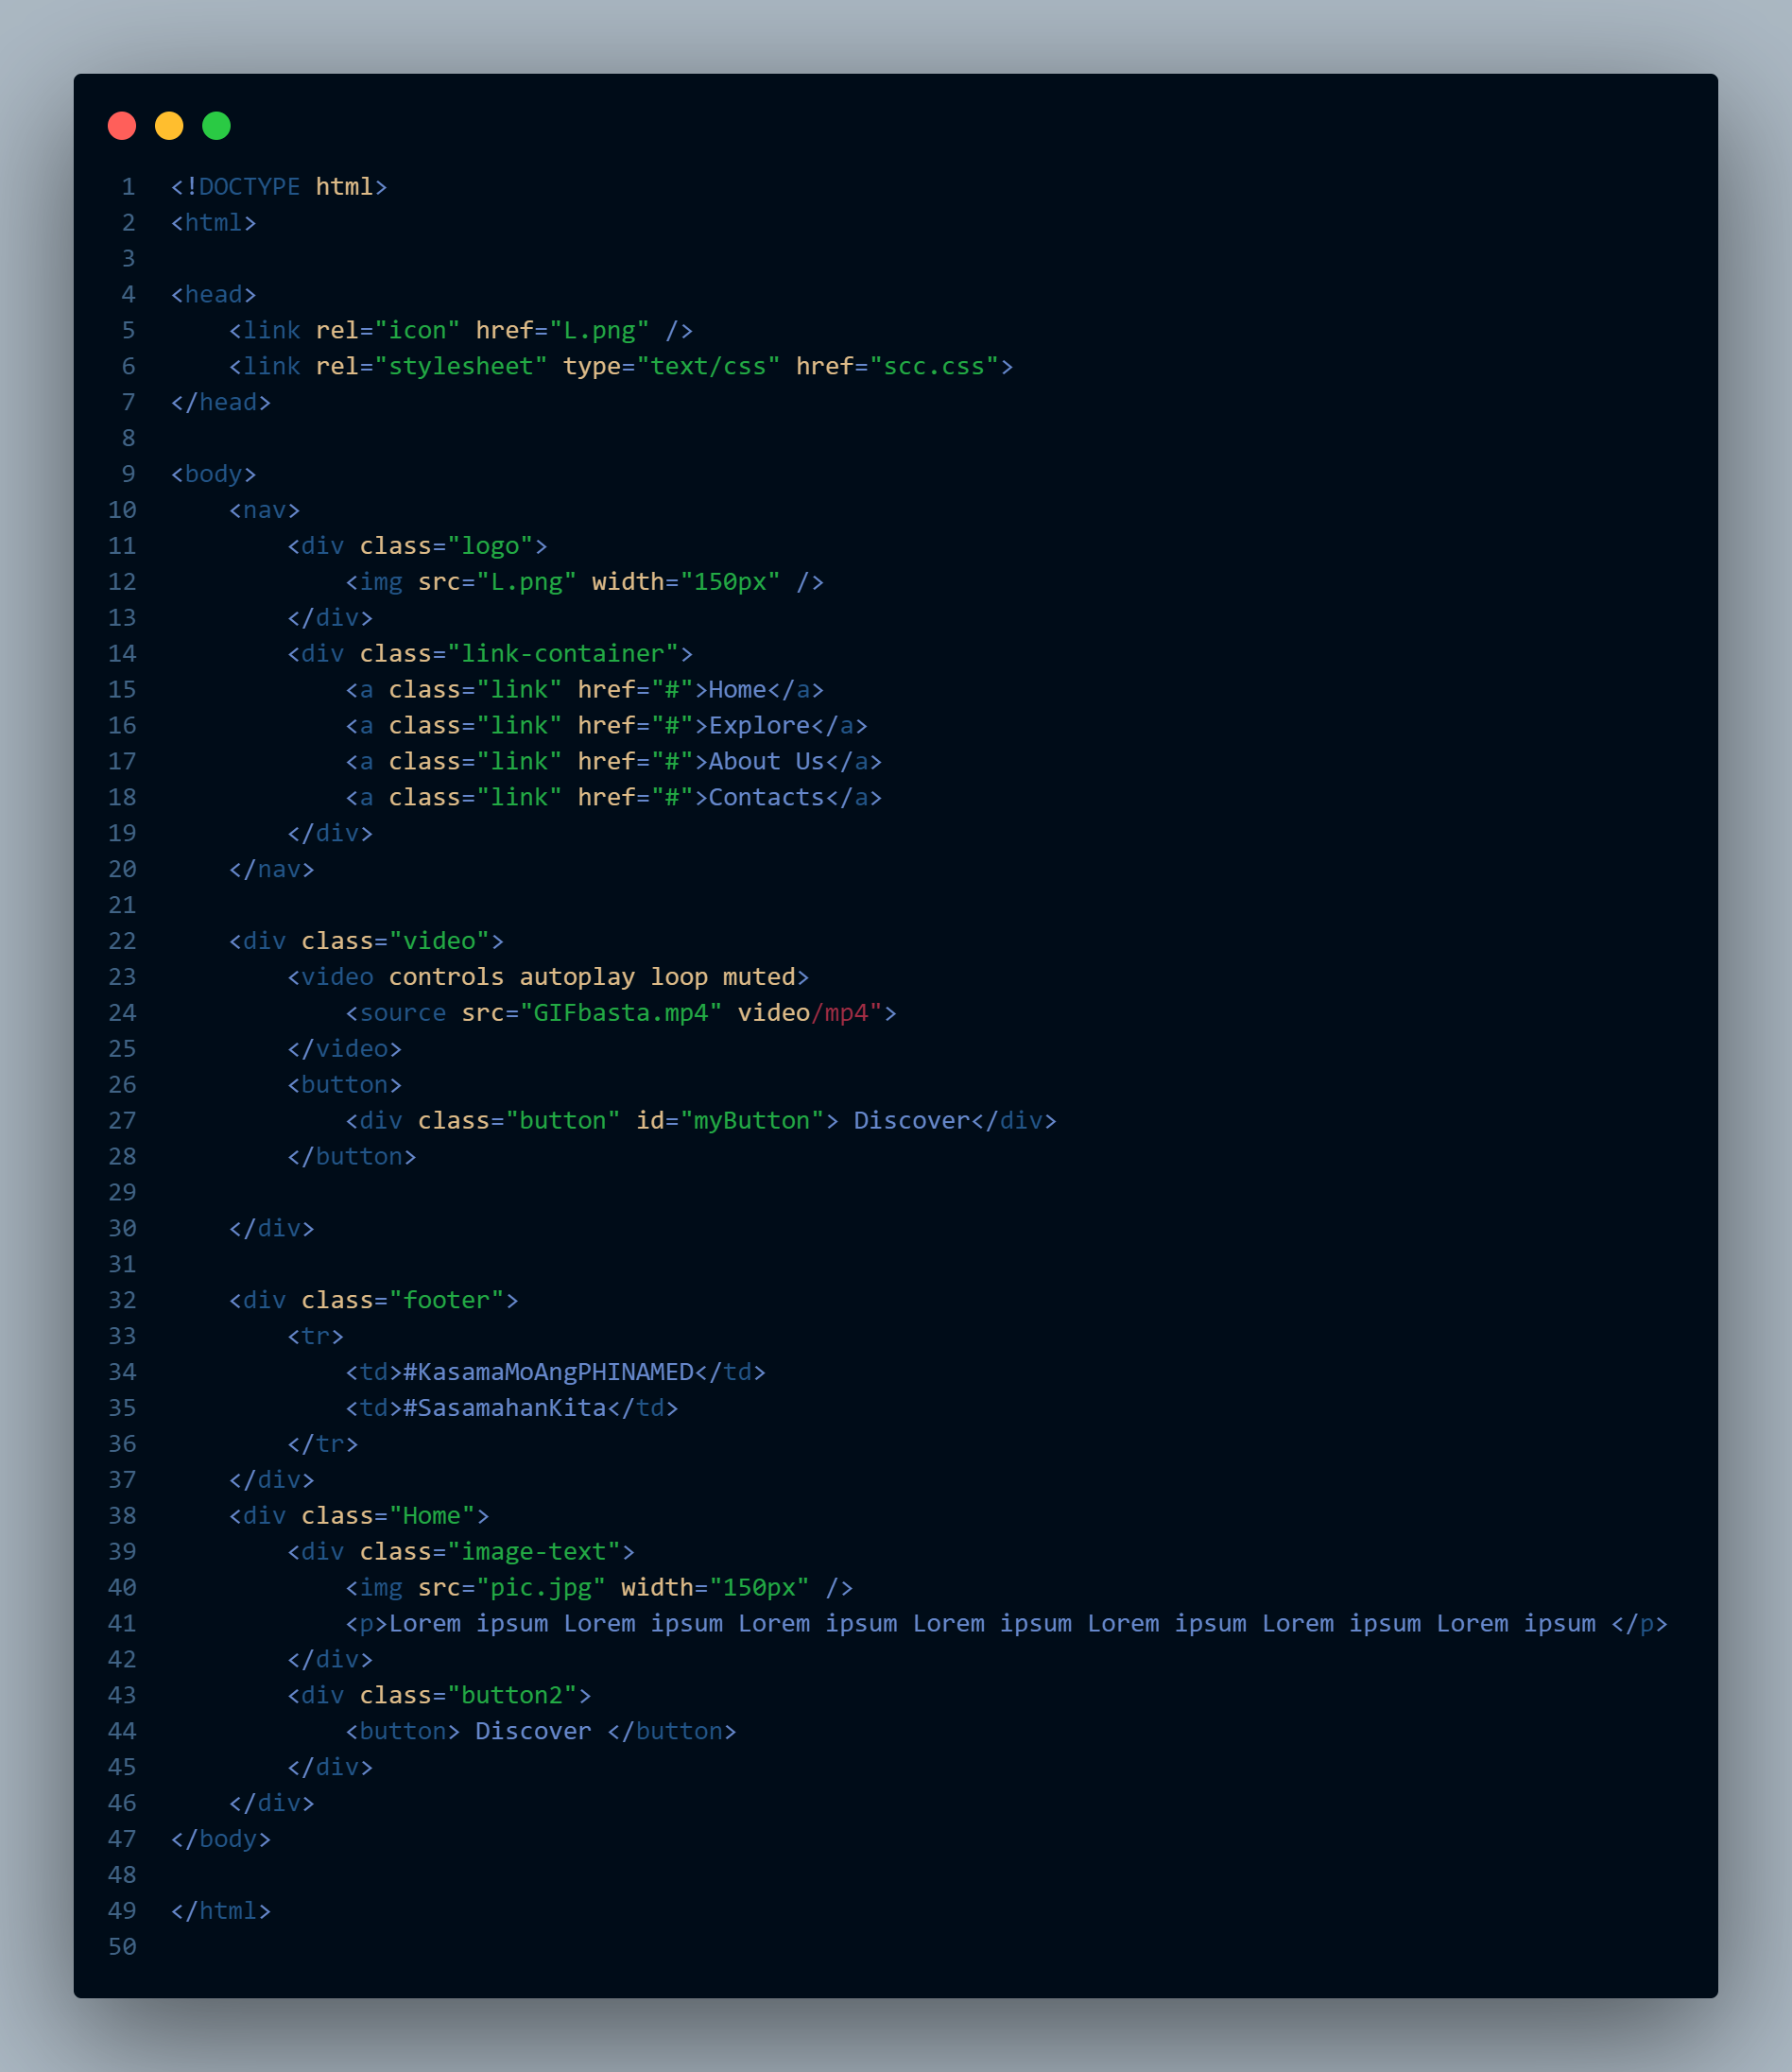 1 <!DOCTYPE html>
2 <html>
3
4 <head>
5     <link rel="icon" href="L.png" />
6     <link rel="stylesheet" type="text/css" href="scc.css">
7 </head>
8
9 <body>
10     <nav>
11         <div class="logo">
12             <img src="L.png" width="150px" />
13         </div>
14         <div class="link-container">
15             <a class="link" href="#">Home</a>
16             <a class="link" href="#">Explore</a>
17             <a class="link" href="#">About Us</a>
18             <a class="link" href="#">Contacts</a>
19         </div>
20     </nav>
21
22     <div class="video">
23         <video controls autoplay loop muted>
24             <source src="GIFbasta.mp4" video/mp4">
25         </video>
26         <button>
27             <div class="button" id="myButton"> Discover</div>
28         </button>
29
30     </div>
31
32     <div class="footer">
33         <tr>
34             <td>#KasamaMoAngPHINAMED</td>
35             <td>#SasamahanKita</td>
36         </tr>
37     </div>
38     <div class="Home">
39         <div class="image-text">
40             <img src="pic.jpg" width="150px" />
41             <p>Lorem ipsum Lorem ipsum Lorem ipsum Lorem ipsum Lorem ipsum Lorem ipsum Lorem ipsum </p>
42         </div>
43         <div class="button2">
44             <button> Discover </button>
45         </div>
46     </div>
47 </body>
48
49 </html>
50